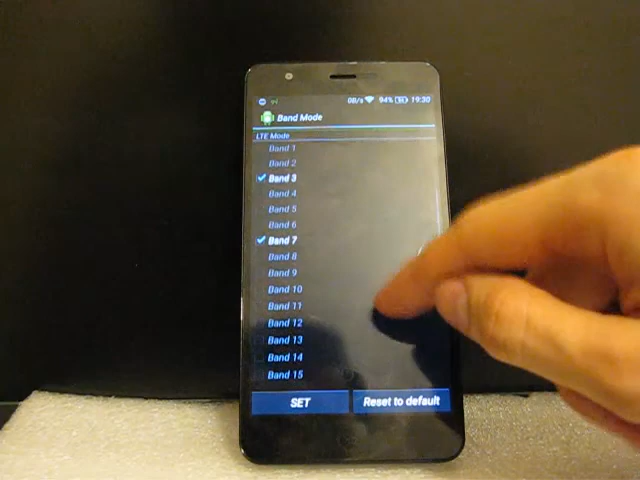 0B/s 94% 94 19:30
Band Mode
LTE Mode
Band 1
Band 2
Band 3
Band 4
Band 5
Band 6
Band 7
Band 8
Band 9
Band 10
Band 11
Band 12
Band 13
Band 14
Band 15
SET Reset to default